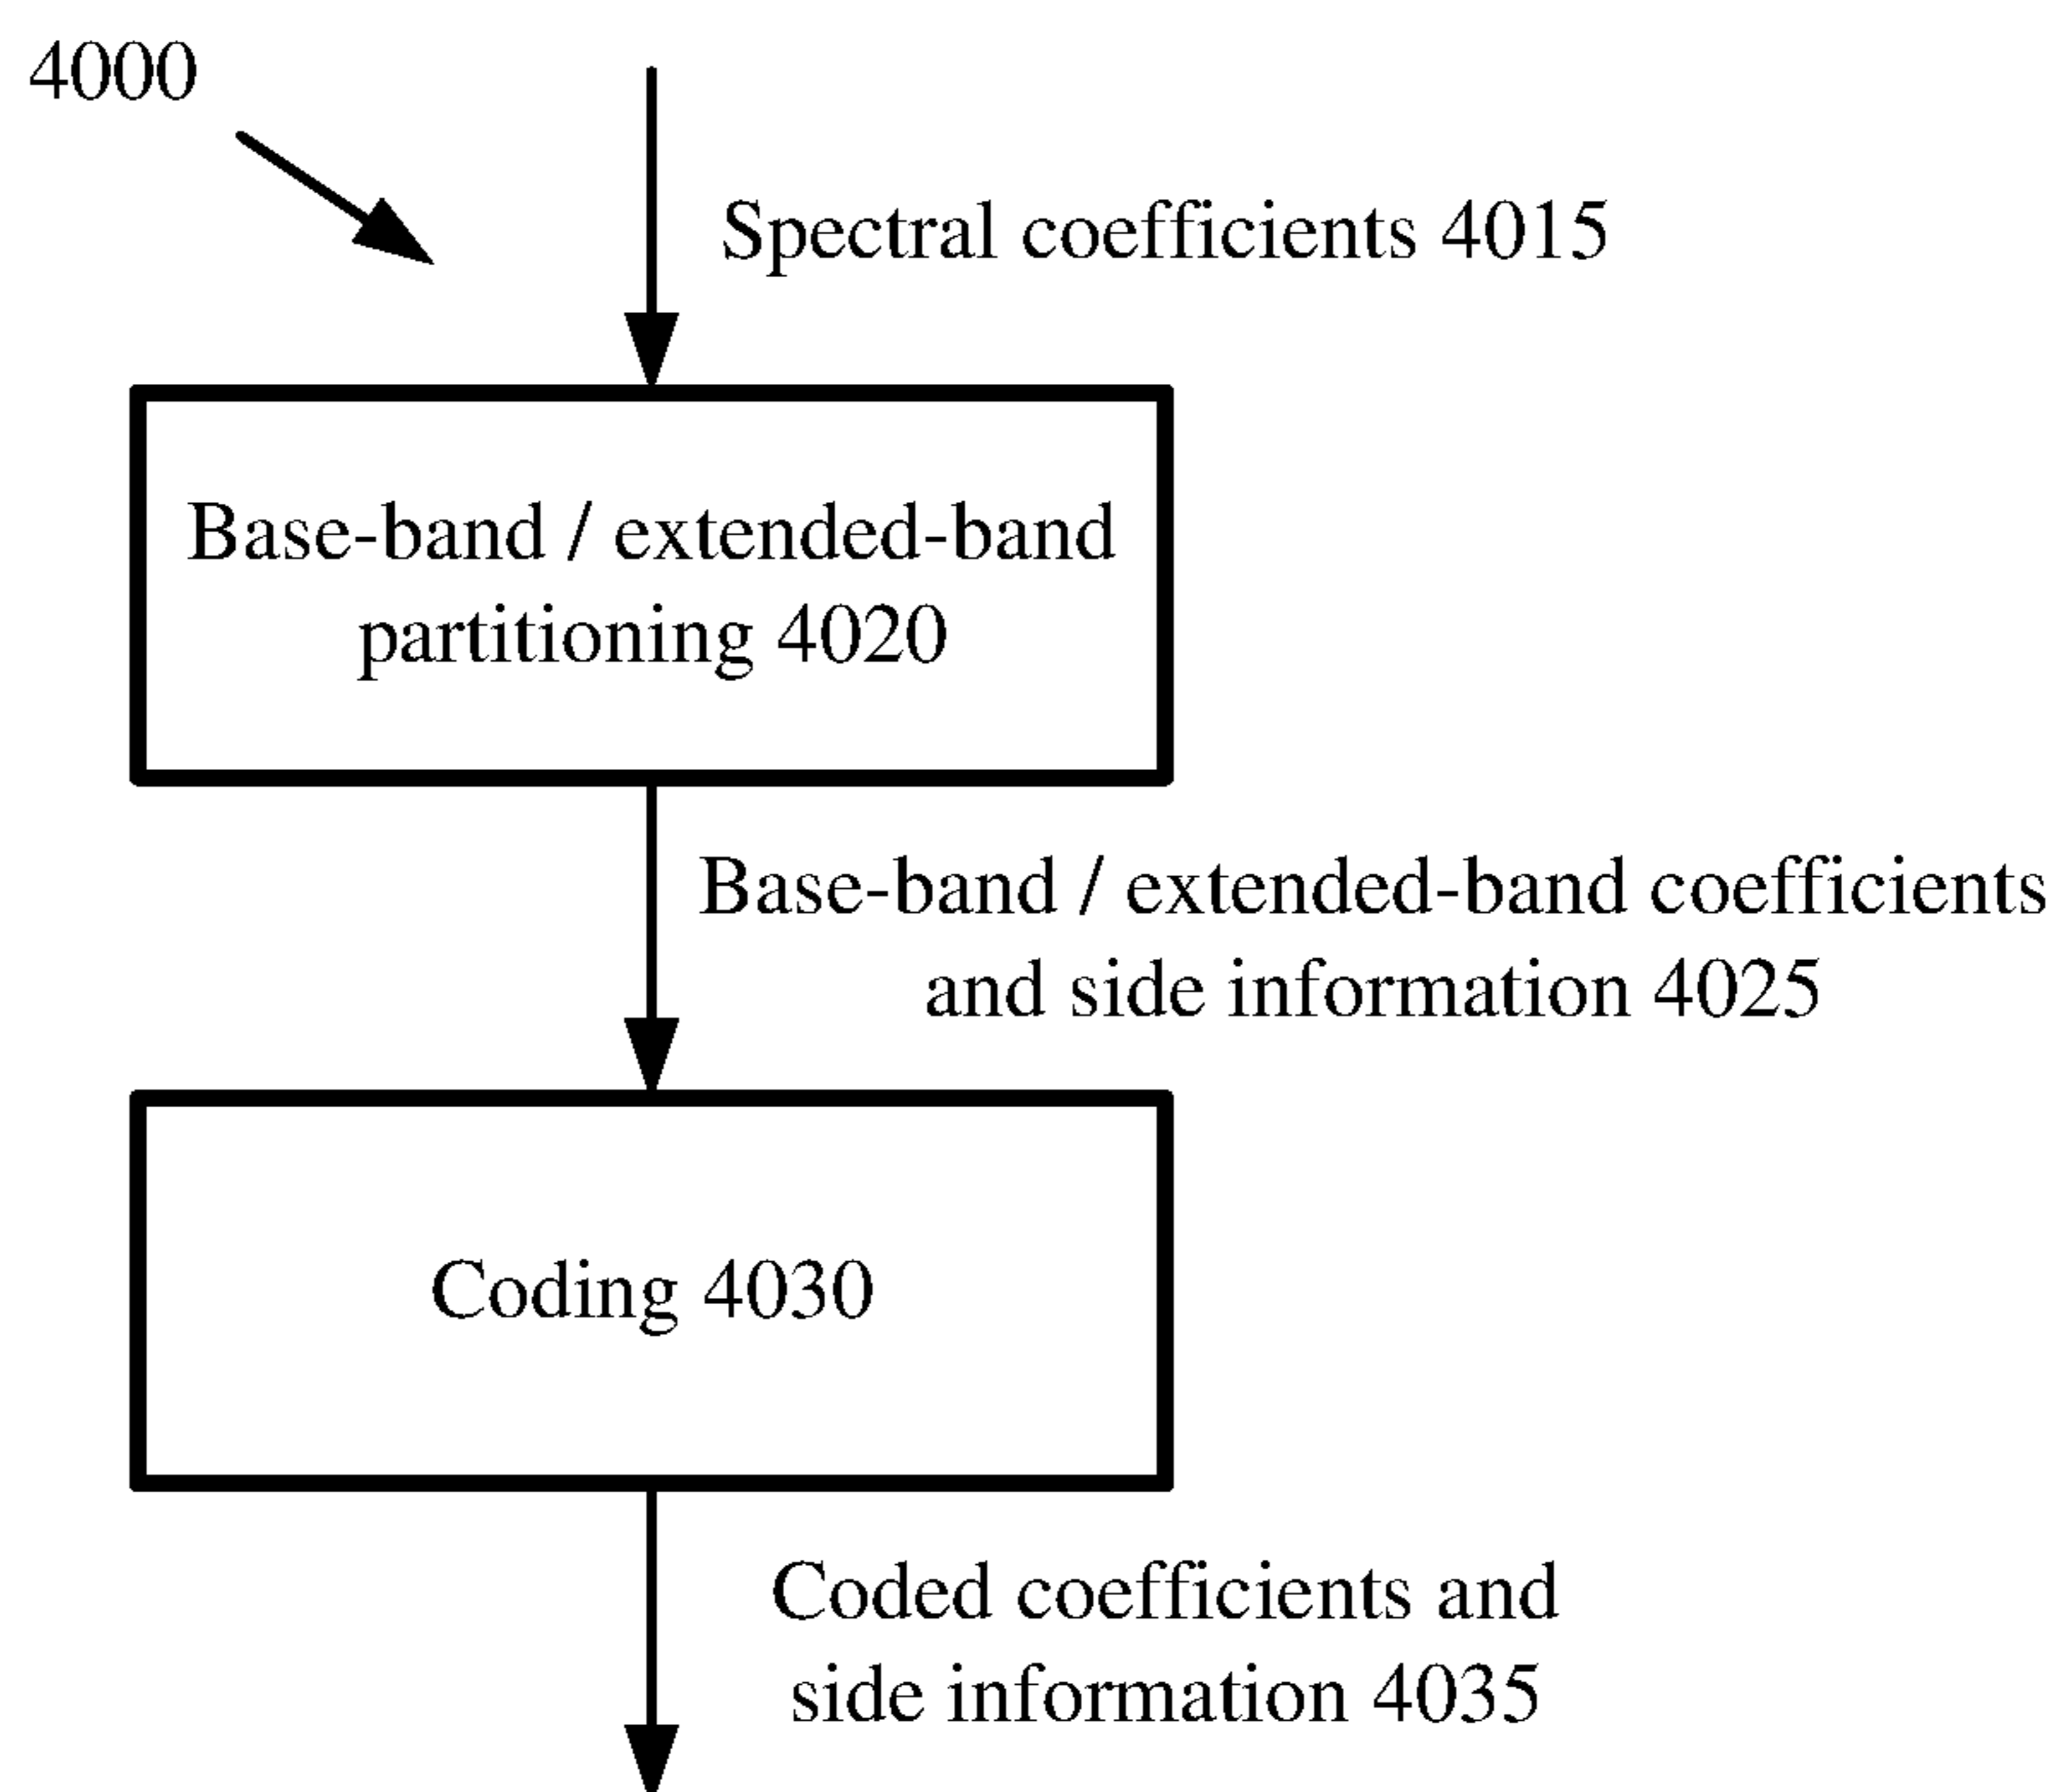 4000
Spectral coefficients 4015
Base-band / extended-band
partitioning 4020
Base-band / extended-band coefficients
and side information 4025
Coding 4030
Coded coefficients and
side information 4035